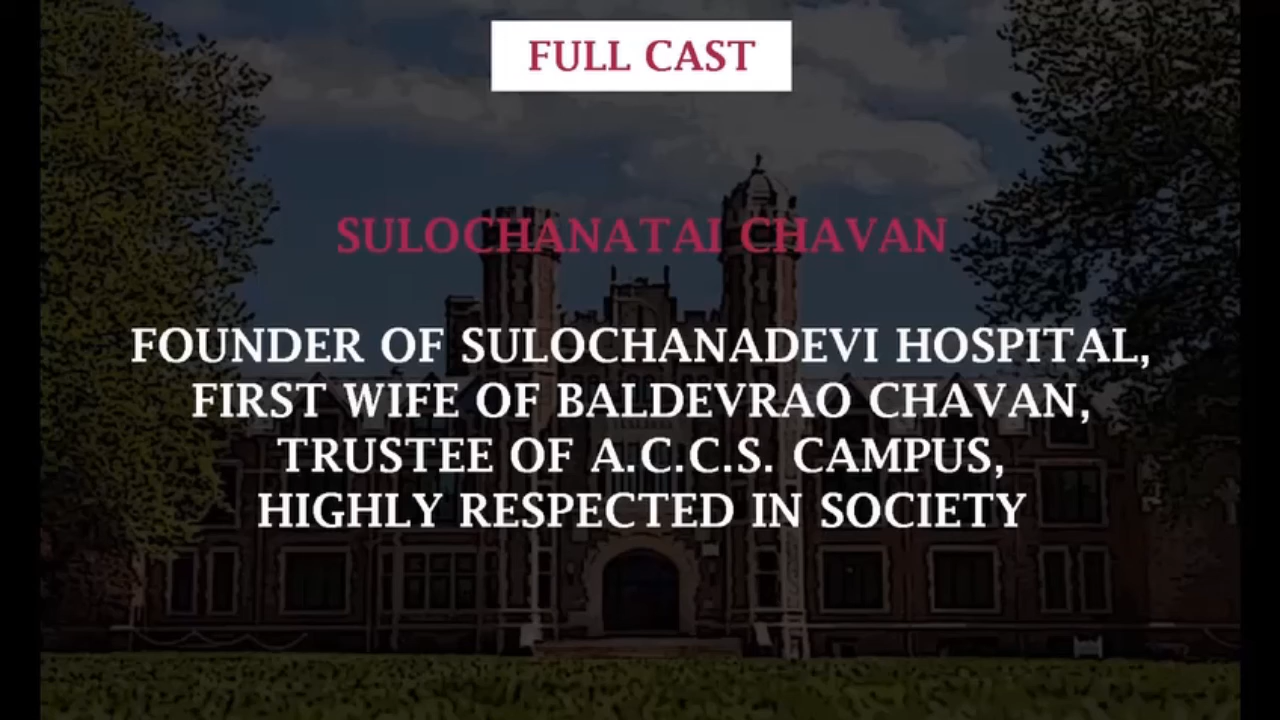 FULL CAST
SULOCHANATAI CHAVAN
FOUNDER OF SULOCHANADEVI HOSPITAL,
FIRST WIFE OF BALDEVRAO CHAVAN,
TRUSTEE OF A.C.C.S. CAMPUS,
HIGHLY RESPECTED IN SOCIETY